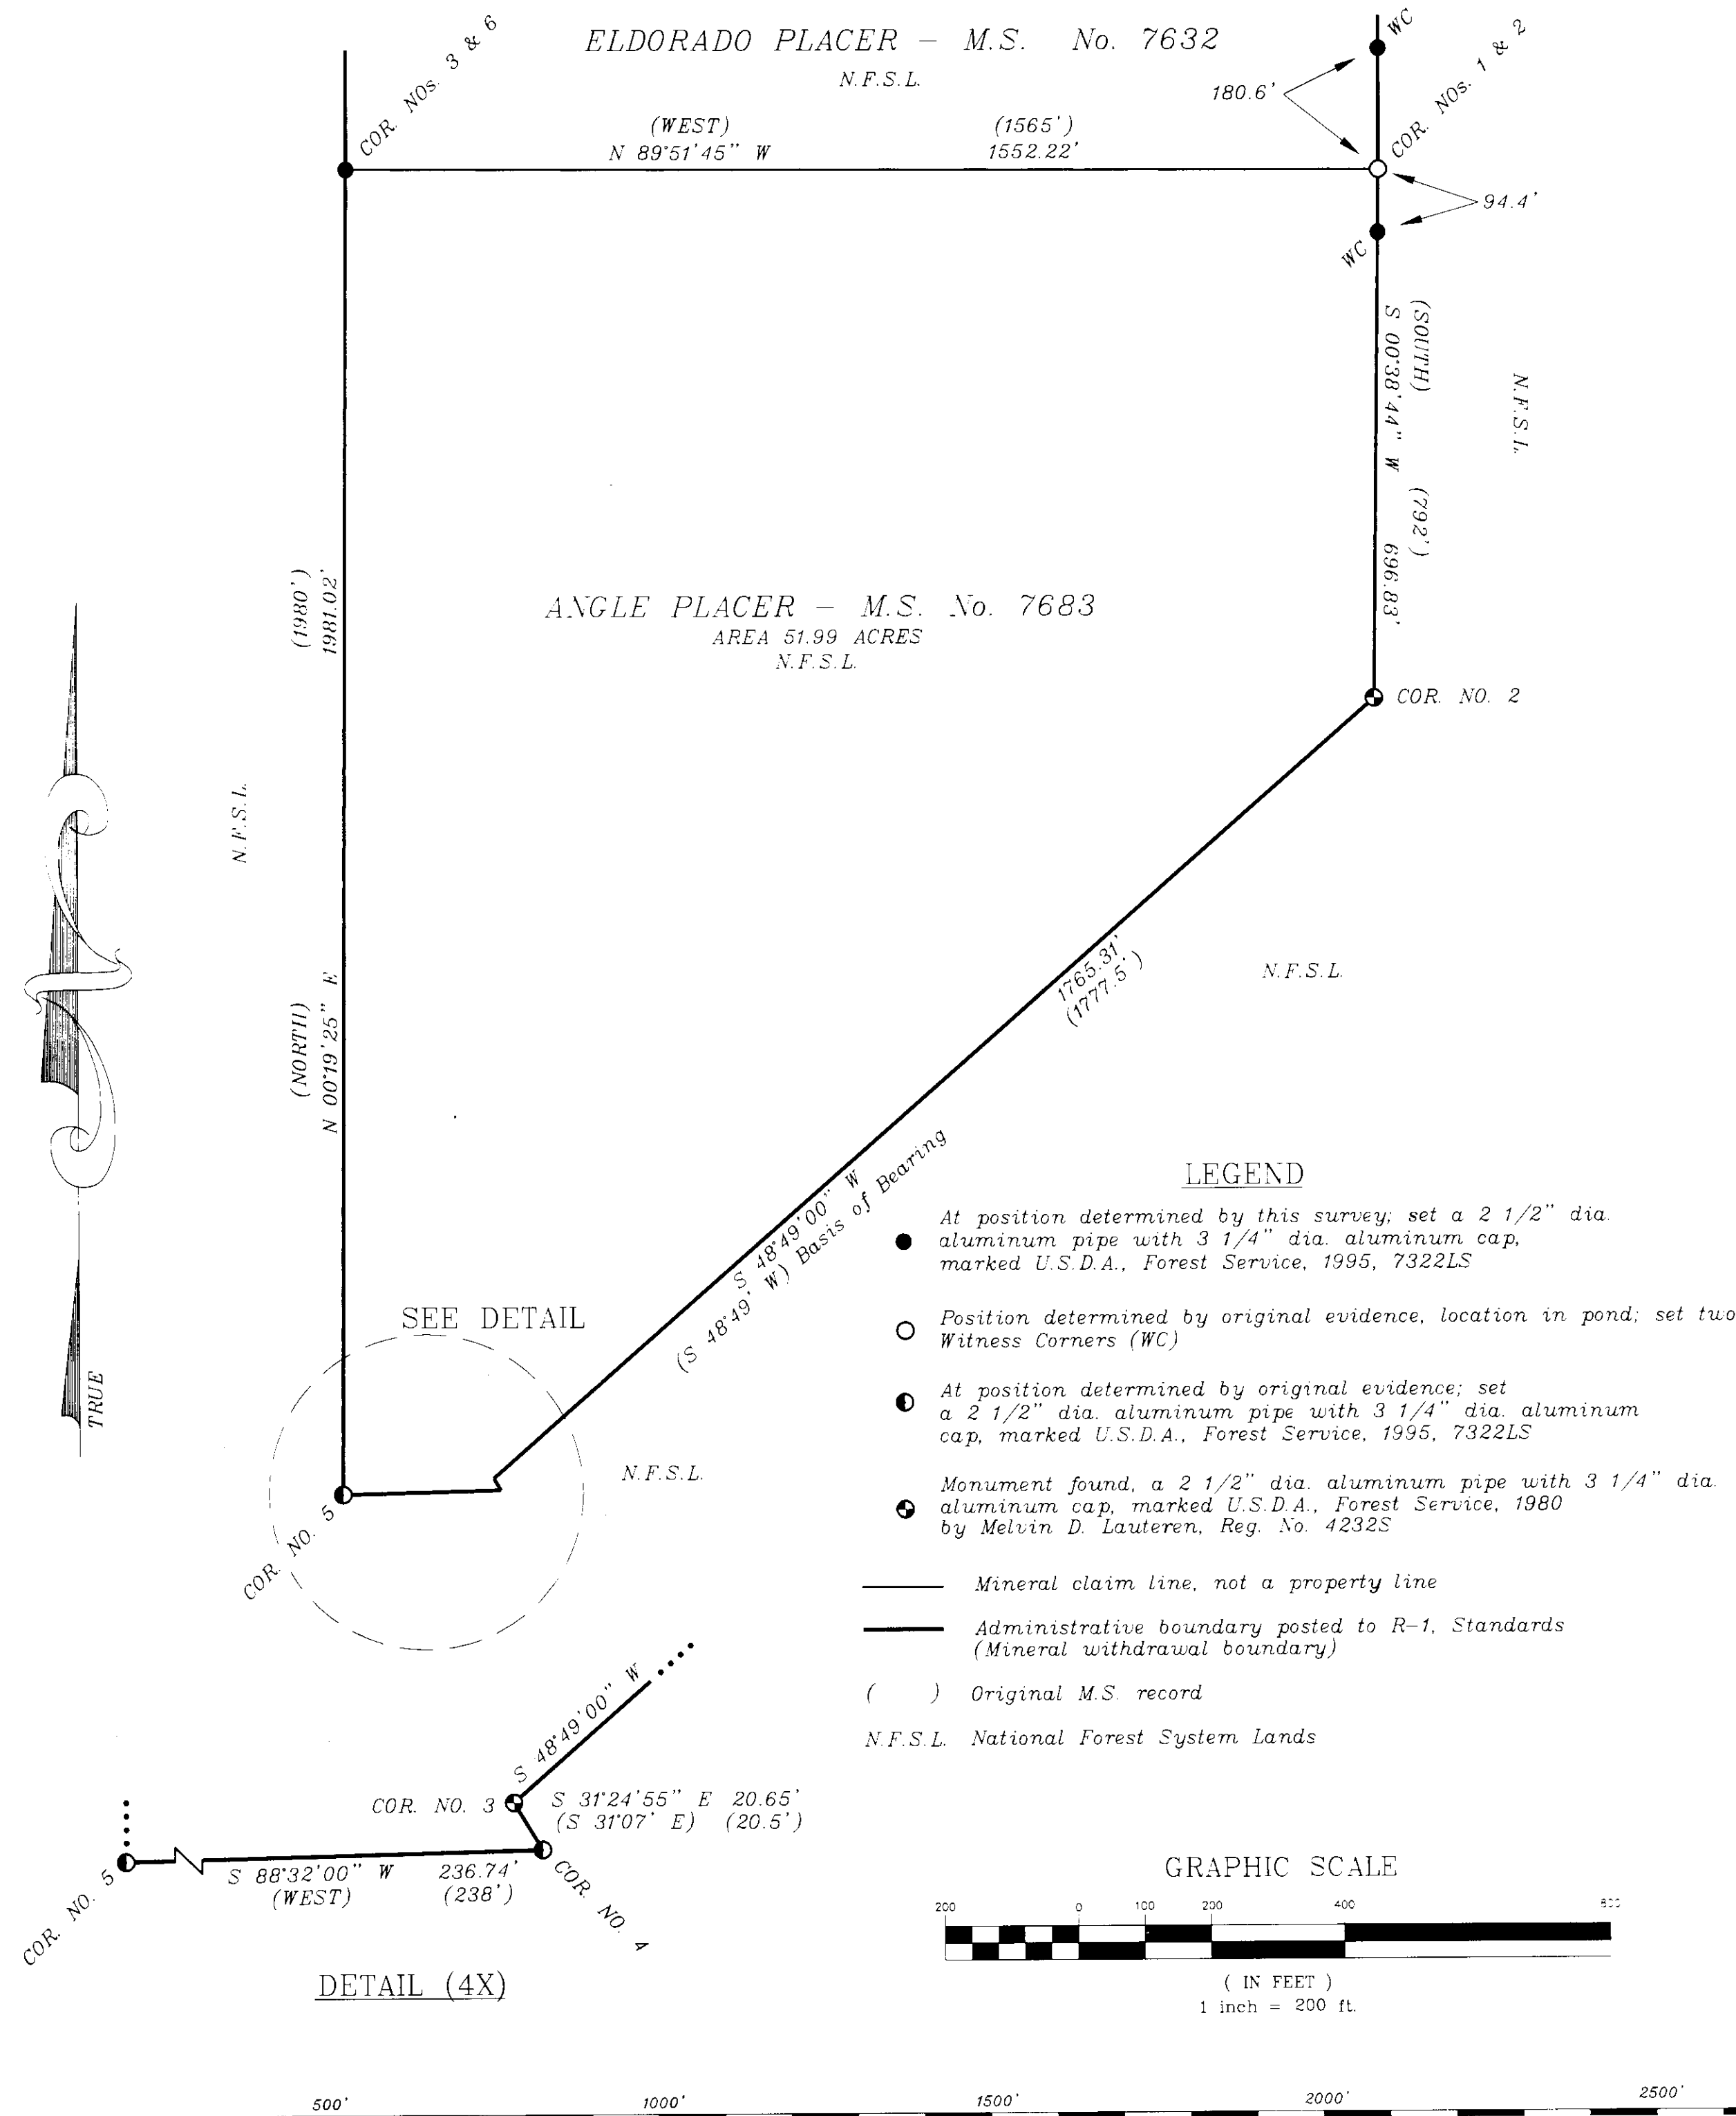 ELDORADO PLACER – M.S. No. 7632
N.F.S.L.
COR. NOs. 3 & 6
(WEST) (1565')
N 89°51'45" W 1552.22'
WC
180.6'
COR. NOs. 1 & 2
94.4'
WC
(SOUTH) (792')
S 00°38'44" W 696.83'
N.F.S.L.
(1980')
1981.02'
ANGLE PLACER – M.S. No. 7683
AREA 51.99 ACRES
N.F.S.L.
COR. NO. 2
N.F.S.L.
(NORTH)
N 00°19'25" E
1765.31'
(1777.5')
N.F.S.L.
S 48°49'00" W
(S 48°49' W) Basis of Bearing
TRUE
SEE DETAIL
N.F.S.L.
COR. NO. 5
LEGEND
At position determined by this survey; set a 2 1/2" dia.
aluminum pipe with 3 1/4" dia. aluminum cap,
marked U.S.D.A., Forest Service, 1995, 7322LS
Position determined by original evidence, location in pond; set two
Witness Corners (WC)
At position determined by original evidence; set
a 2 1/2" dia. aluminum pipe with 3 1/4" dia. aluminum
cap, marked U.S.D.A., Forest Service, 1995, 7322LS
Monument found, a 2 1/2" dia. aluminum pipe with 3 1/4" dia.
aluminum cap, marked U.S.D.A., Forest Service, 1980
by Melvin D. Lauteren, Reg. No. 4232S
Mineral claim line, not a property line
Administrative boundary posted to R-1, Standards
(Mineral withdrawal boundary)
( ) Original M.S. record
N.F.S.L. National Forest System Lands
S 48°49'00" W
COR. NO. 3
S 31°24'55" E 20.65'
(S 31°07' E) (20.5')
S 88°32'00" W 236.74'
(WEST) (238')
COR. NO. 5
COR. NO. 4
DETAIL (4X)
GRAPHIC SCALE
200 0 100 200 400 800
( IN FEET )
1 inch = 200 ft.
500' 1000' 1500' 2000' 2500'